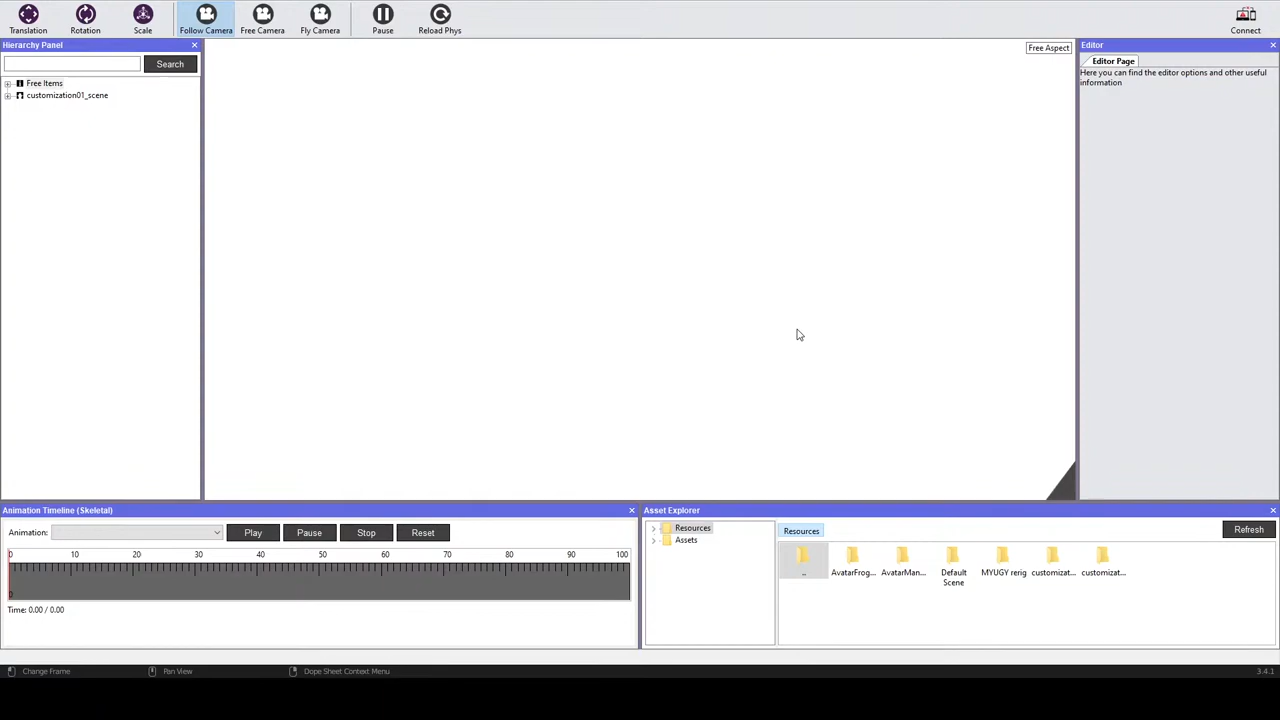 Translation
Rotation
Scale
Follow Camera
Free Camera
Fly Camera
Pause
Reload Phys
Connect
Hierarchy Panel
Search
Free Items
customization01_scene
Free Aspect
Editor
Editor Page
Here you can find the editor options and other useful
information
Animation Timeline (Skeletal)
Animation:
Play
Pause
Stop
Reset
0 10 20 30 40 50 60 70 80 90 100
0
Time: 0.00 / 0.00
Asset Explorer
Resources
Assets
Resources
Refresh
..
AvatarFrog...
AvatarMan...
Default
Scene
MYUGY rerig
customizat...
customizat...
Change Frame
Pan View
Dope Sheet Context Menu
3.4.1